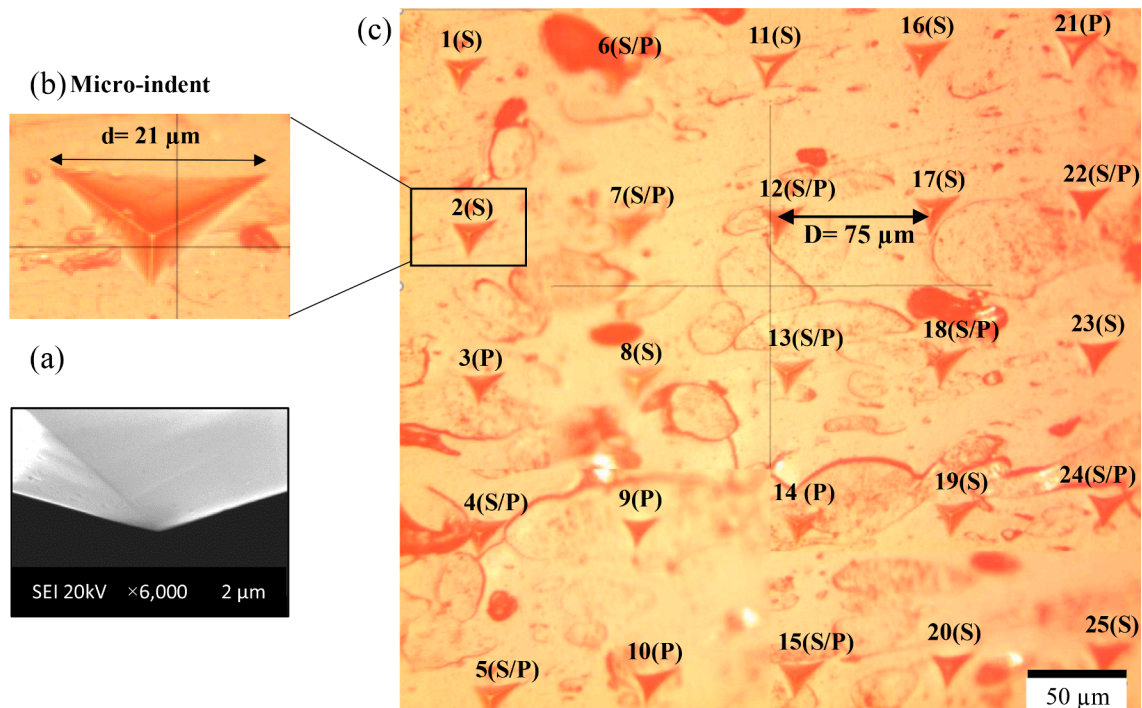 (c)
1(S)
6(S/P)
11(S)
16(S)
21(P)
(b) Micro-indent
d= 21 µm
2(S)
7(S/P)
12(S/P)
17(S)
22(S/P)
D= 75 µm
(a)
3(P)
8(S)
13(S/P)
18(S/P)
23(S)
4(S/P)
9(P)
14 (P)
19(S)
24(S/P)
SEI 20kV ×6,000 2 µm
5(S/P)
10(P)
15(S/P)
20(S)
25(S)
50 µm